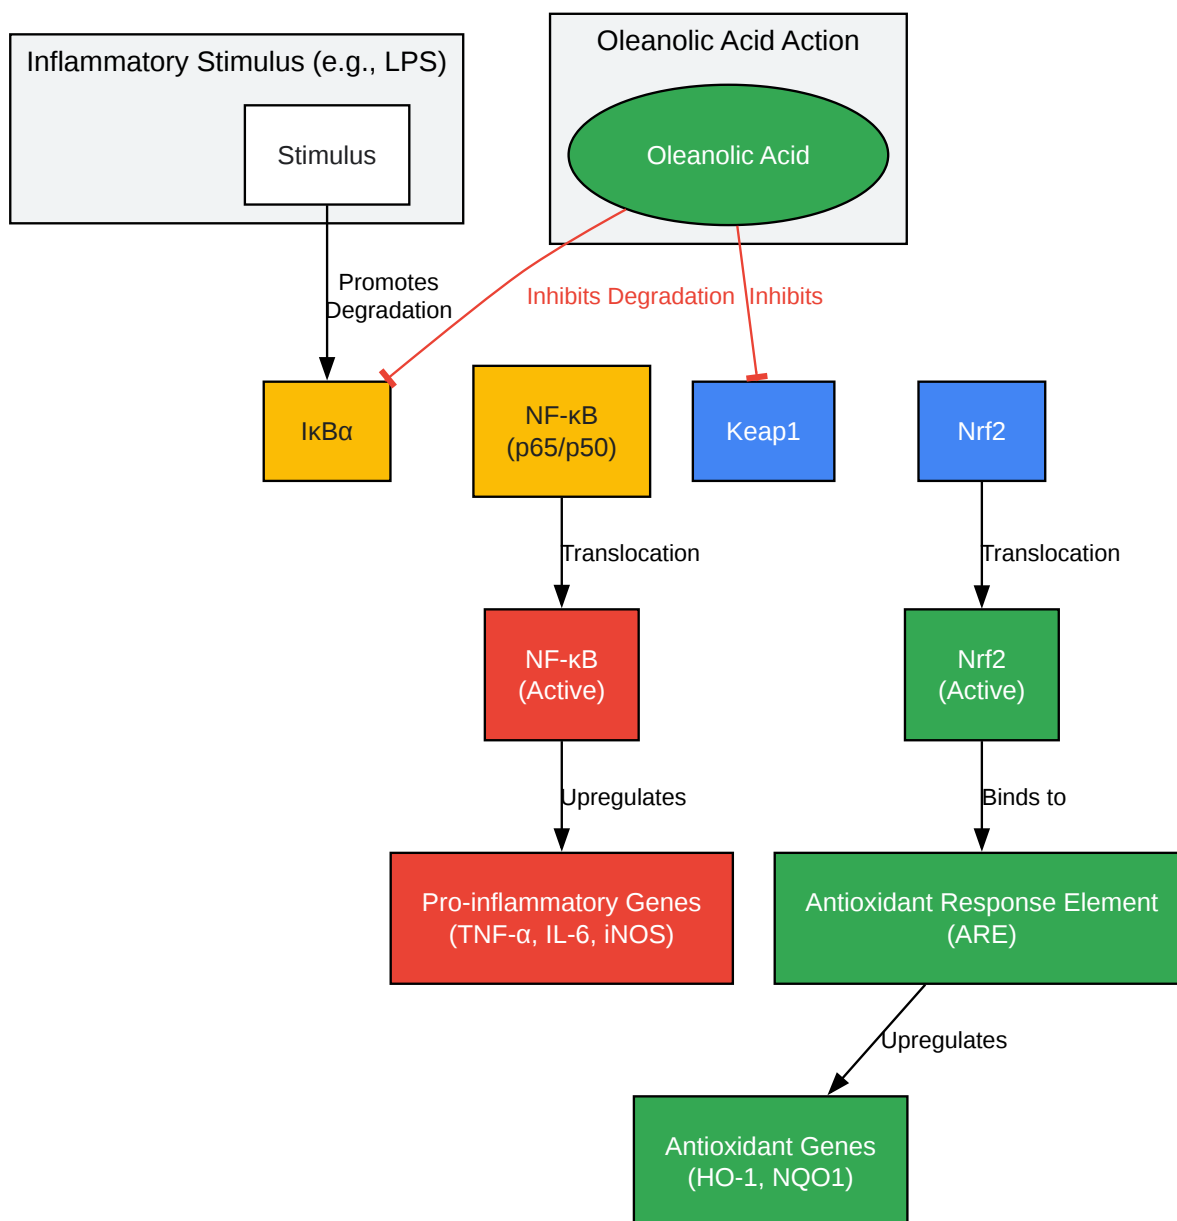 Inflammatory Stimulus (e.g., LPS)
Oleanolic Acid Action
Stimulus
Oleanolic Acid
Promotes
Degradation
Inhibits Degradation
Inhibits
IκBα
NF-κB
(p65/p50)
Keap1
Nrf2
Translocation
Translocation
NF-κB
(Active)
Nrf2
(Active)
Upregulates
Binds to
Pro-inflammatory Genes
(TNF-α, IL-6, iNOS)
Antioxidant Response Element
(ARE)
Upregulates
Antioxidant Genes
(HO-1, NQO1)